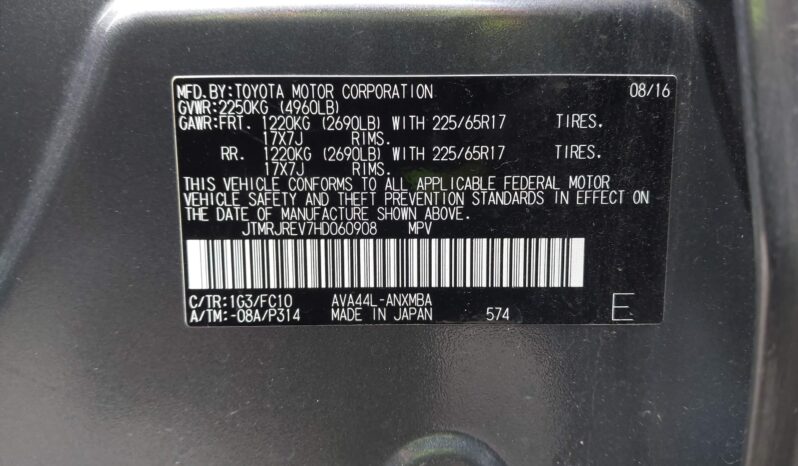 MFD.BY:TOYOTA MOTOR CORPORATION 08/16
GVWR:2250KG (4960LB)
GAWR:FRT. 1220KG (2690LB) WITH 225/65R17 TIRES.
17X7J RIMS.
RR. 1220KG (2690LB) WITH 225/65R17 TIRES.
17X7J RIMS.
THIS VEHICLE CONFORMS TO ALL APPLICABLE FEDERAL MOTOR
VEHICLE SAFETY AND THEFT PREVENTION STANDARDS IN EFFECT ON
THE DATE OF MANUFACTURE SHOWN ABOVE.
JTMRJREV7HD060908 MPV
C/TR:1G3/FC10 AVA44L-ANXMBA
A/TM:-08A/P314 MADE IN JAPAN 574 E